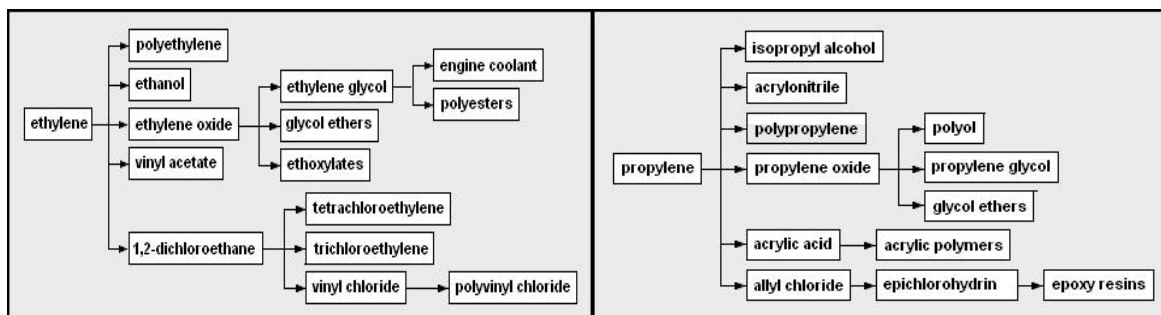 polyethylene
ethanol
ethylene
ethylene oxide
vinyl acetate
1,2-dichloroethane
ethylene glycol
glycol ethers
ethoxylates
engine coolant
polyesters
tetrachloroethylene
trichloroethylene
vinyl chloride
polyvinyl chloride
propylene
isopropyl alcohol
acrylonitrile
polypropylene
propylene oxide
polyol
propylene glycol
glycol ethers
acrylic acid
acrylic polymers
allyl chloride
epichlorohydrin
epoxy resins